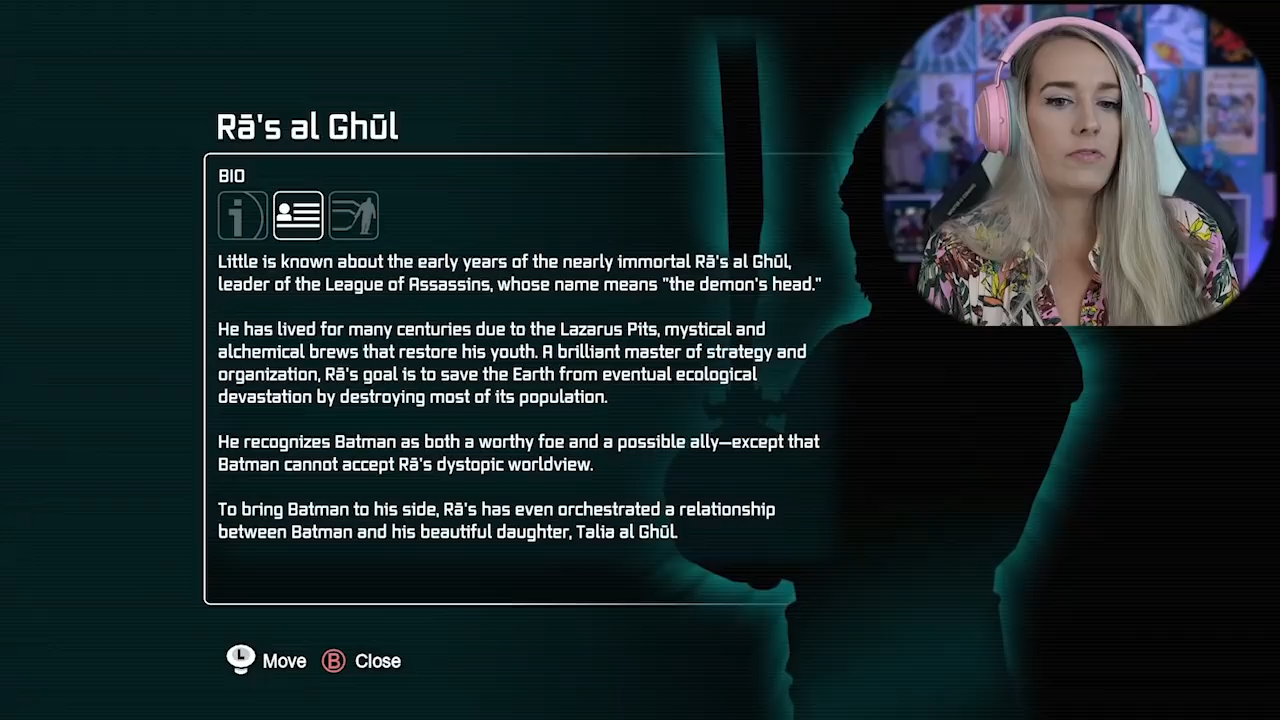 Rā's al Ghūl
BIO
Little is known about the early years of the nearly immortal Rā's al Ghūl,
leader of the League of Assassins, whose name means "the demon's head."
He has lived for many centuries due to the Lazarus Pits, mystical and
alchemical brews that restore his youth. A brilliant master of strategy and
organization, Rā's goal is to save the Earth from eventual ecological
devastation by destroying most of its population.
He recognizes Batman as both a worthy foe and a possible ally—except that
Batman cannot accept Rā's dystopic worldview.
To bring Batman to his side, Rā's has even orchestrated a relationship
between Batman and his beautiful daughter, Talia al Ghūl.
L Move B Close